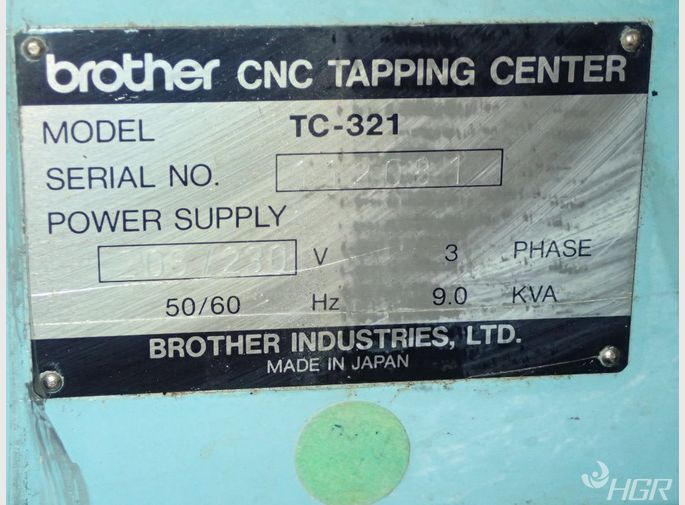 brother CNC TAPPING CENTER
MODEL TC-321
SERIAL NO.
POWER SUPPLY
V 3 PHASE
50/60 Hz 9.0 KVA
BROTHER INDUSTRIES, LTD.
MADE IN JAPAN
HGR